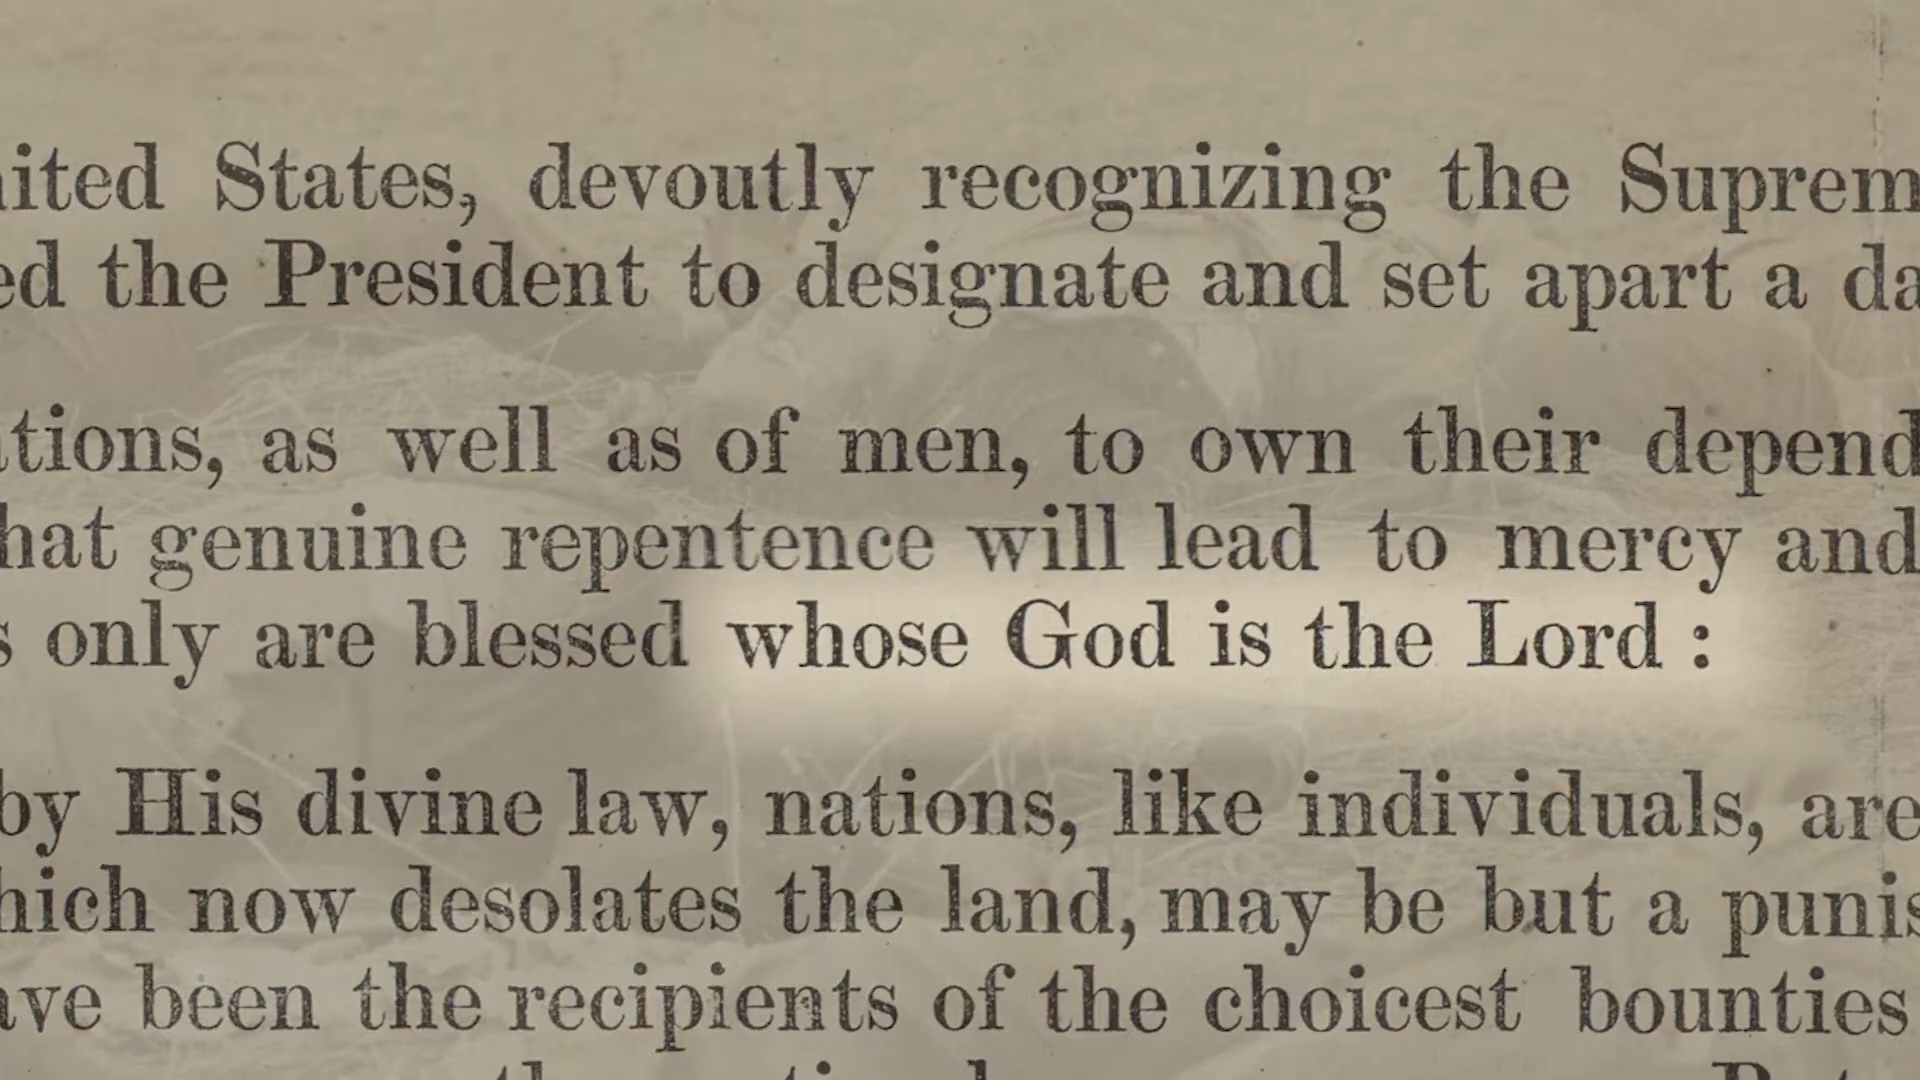 ited States, devoutly recognizing the Suprem
ed the President to designate and set apart a da
tions, as well as of men, to own their depend
hat genuine repentence will lead to mercy and
s only are blessed whose God is the Lord :
by His divine law, nations, like individuals, are
hich now desolates the land, may be but a punis
ave been the recipients of the choicest bounties